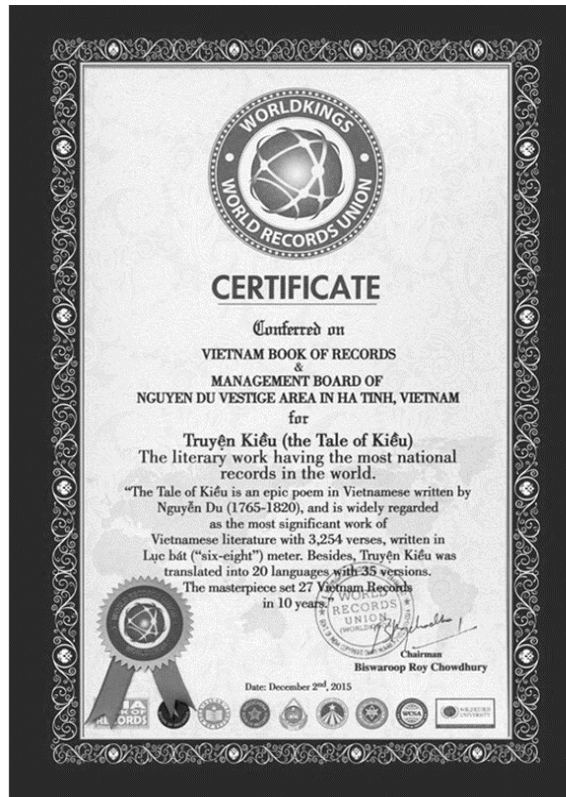 WORLDKINGS
WORLD RECORDS UNION
CERTIFICATE
Conferred on
VIETNAM BOOK OF RECORDS
&
MANAGEMENT BOARD OF
NGUYEN DU VESTIGE AREA IN HA TINH, VIETNAM
for
Truyện Kiều (the Tale of Kiều)
The literary work having the most national
records in the world.
“The Tale of Kiều is an epic poem in Vietnamese written by
Nguyễn Du (1765-1820), and is widely regarded
as the most significant work of
Vietnamese literature with 3,254 verses, written in
Lục bát (“six-eight”) meter. Besides, Truyện Kiều was
translated into 20 languages with 35 versions.
The masterpiece set 27 Vietnam Records
in 10 years.”
WORLD
RECORDS
UNION
(WORLDKINGS)
Chairman
Biswaroop Roy Chowdhury
Date: December 2nd, 2015
RECORDS
WCSA
UNIVERSITY